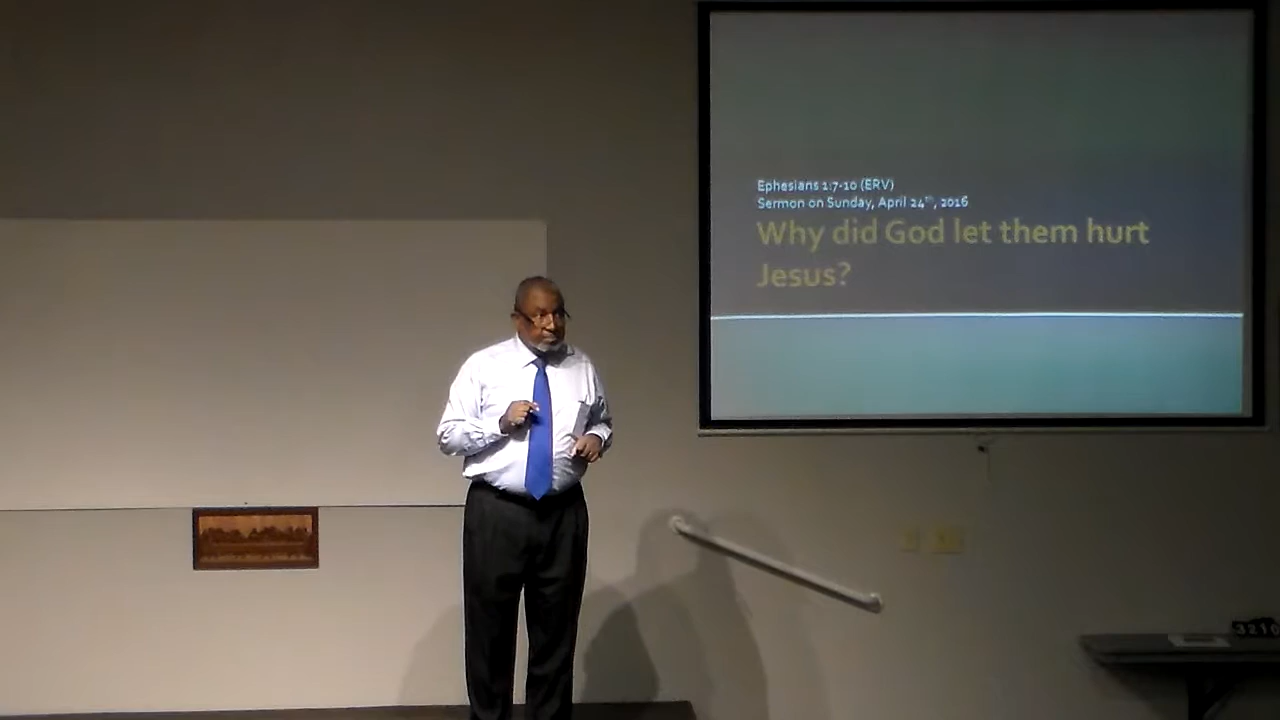 Ephesians 1:7-10 (ERV)
Sermon on Sunday, April 24th, 2016
Why did God let them hurt
Jesus?